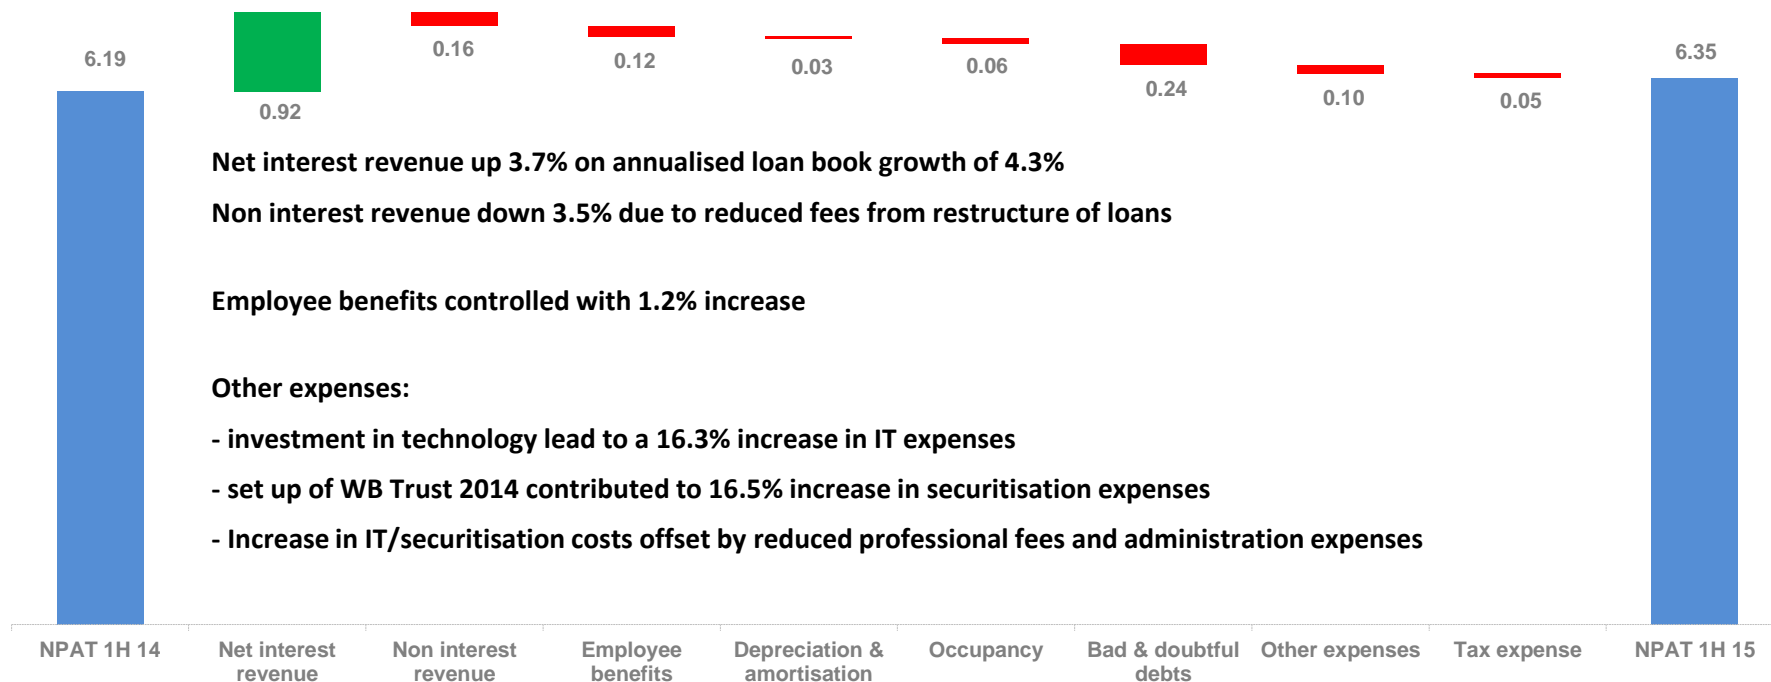 6.19
0.92
0.16
0.12
0.03
0.06
0.24
0.10
0.05
6.35
Net interest revenue up 3.7% on annualised loan book growth of 4.3%
Non interest revenue down 3.5% due to reduced fees from restructure of loans
Employee benefits controlled with 1.2% increase
Other expenses:
- investment in technology lead to a 16.3% increase in IT expenses
- set up of WB Trust 2014 contributed to 16.5% increase in securitisation expenses
- Increase in IT/securitisation costs offset by reduced professional fees and administration expenses
NPAT 1H 14
Net interest
revenue
Non interest
revenue
Employee
benefits
Depreciation &
amortisation
Occupancy
Bad & doubtful
debts
Other expenses
Tax expense
NPAT 1H 15